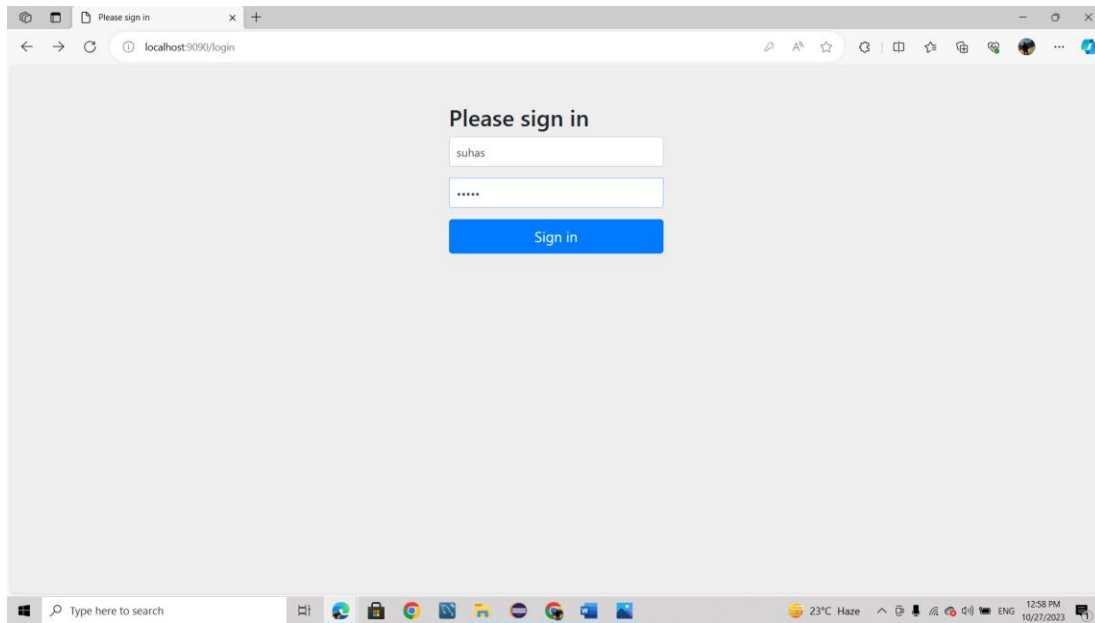 Please sign in
localhost:9090/login
Please sign in
suhas
•••••
Sign in
Type here to search
23°C Haze
ENG
12:58 PM
10/27/2023